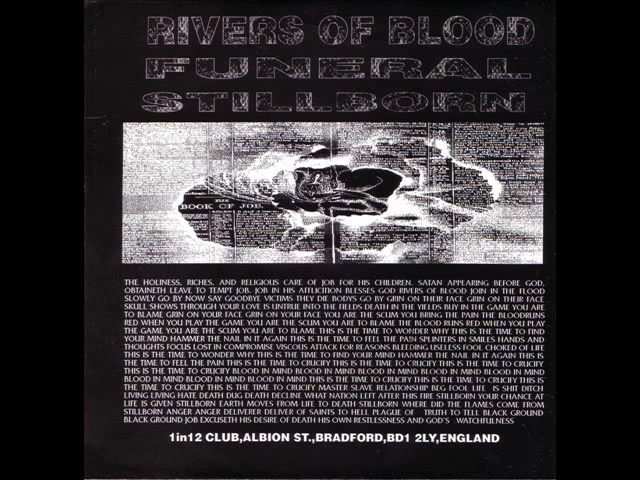 RIVERS OF BLOOD
FUNERAL
STILLBORN
BOOK OF JOB
THE HOLINESS, RICHES, AND RELIGIOUS CARE OF JOB FOR HIS CHILDREN. SATAN APPEARING BEFORE GOD,
OBTAINETH LEAVE TO TEMPT JOB. JOB IN HIS AFFLICTION BLESSES GOD RIVERS OF BLOOD JOIN IN THE FLOOD
SLOWLY GO BY NOW SAY GOODBYE VICTIMS THEY DIE BODYS GO BY GRIN ON THEIR FACE GRIN ON THEIR FACE
SKULL SHOWS THROUGH YOUR LOVE IS UNTRUE INTO THE FIELDS DEATH IN THE YIELDS BUY IN THE GAME YOU ARE
TO BLAME GRIN ON YOUR FACE GRIN ON YOUR FACE YOU ARE THE SCUM YOU BRING THE PAIN THE BLOODRUNS
RED WHEN YOU PLAY THE GAME YOU ARE THE SCUM YOU ARE TO BLEAME THE BLOOD RUNS RED WHEN YOU PLAY
THE GAME YOU ARE THE SCUM YOU ARE TO BLAME THIS IS THE TIME TO WONDER WHY THIS IS THE TIME TO FIND
YOUR MIND HAMMER THE NAIL IN IT AGAIN THIS IS THE TIME TO FEEL THE PAIN SPLINTERS IN SMILES HANDS AND
THOUGHTS FOCUS LOST IN COMPROMISE VISCOUS ATTACK FOR REASONS BLEEDING USELESS FOOL CHOKED OF LIFE
THIS IS THE TIME TO WONDER WHY THIS IS THE TIME TO FIND YOUR MIND HAMMER THE NAIL IN IT AGAIN THIS IS
THE TIME TO FEEL THE PAIN THIS IS THE TIME TO CRUCIFY THIS IS THE TIME TO CRUCIFY THIS IS THE TIME TO CRUCIFY
THIS IS THE TIME TO CRUCIFY BLOOD IN MIND BLOOD IN MIND BLOOD IN MIND BLOOD IN MIND BLOOD IN MIND
BLOOD IN MIND BLOOD IN MIND BLOOD IN MIND THIS IS THE TIME TO CRUCIFY THIS IS THE TIME TO CRUCIFY THIS IS
THE TIME TO CRUCIFY THIS IS THE TIME TO CRUCIFY MASTER SLAVE RELATIONSHIP BEG FOOL LIFE IS SHIT DITCH
LIVING LIVING HATE DEATH DUG DEATH DECLINE WHAT NATION LEFT AFTER THIS FIRE STILLBORN YOUR CHANCE AT
LIFE IS GIVEN STILLBORN EARTH MOVES FROM LIFE TO DEATH STILLBORN WHERE DID THE FLAMES COME FROM
STILLBORN ANGER ANGER DELIVERER DELIVER OF SAINTS TO HELL PLAGUE OF TRUTH TO TELL BLACK GROUND
BLACK GROUND JOB EXCUSETH HIS DESIRE OF DEATH HIS OWN RESTLESSNESS AND GOD'S WATCHFULNESS
1in12 CLUB,ALBION ST.,BRADFORD,BD1 2LY,ENGLAND